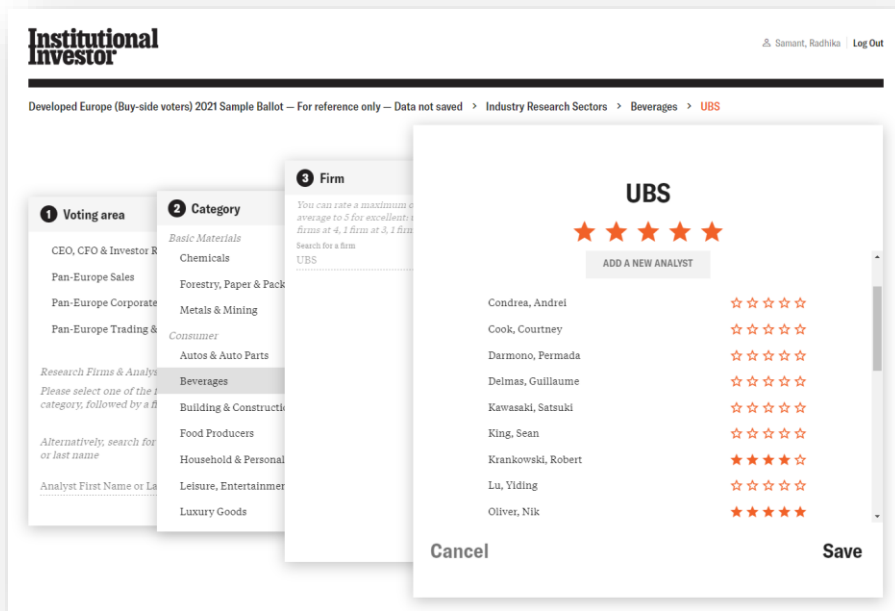 Institutional
Investor
Samant, Radhika Log Out
Developed Europe (Buy-side voters) 2021 Sample Ballot — For reference only — Data not saved > Industry Research Sectors > Beverages > UBS
1 Voting area
CEO, CFO & Investor R
Pan-Europe Sales
Pan-Europe Corporate
Pan-Europe Trading &
Research Firms & Analys
Please select one of the
category, followed by a fi
Alternatively, search for
or last name
Analyst First Name or La
2 Category
Basic Materials
Chemicals
Forestry, Paper & Pack
Metals & Mining
Consumer
Autos & Auto Parts
Beverages
Building & Constructi
Food Producers
Household & Personal
Leisure, Entertainmen
Luxury Goods
3 Firm
You can rate a maximum
average to 5 for excellent:
firms at 4, 1 firm at 3, 1 firm
Search for a firm
UBS
UBS
ADD A NEW ANALYST
Condrea, Andrei
Cook, Courtney
Darmono, Permada
Delmas, Guillaume
Kawasaki, Satsuki
King, Sean
Krankowski, Robert
Lu, Yiding
Oliver, Nik
Cancel
Save